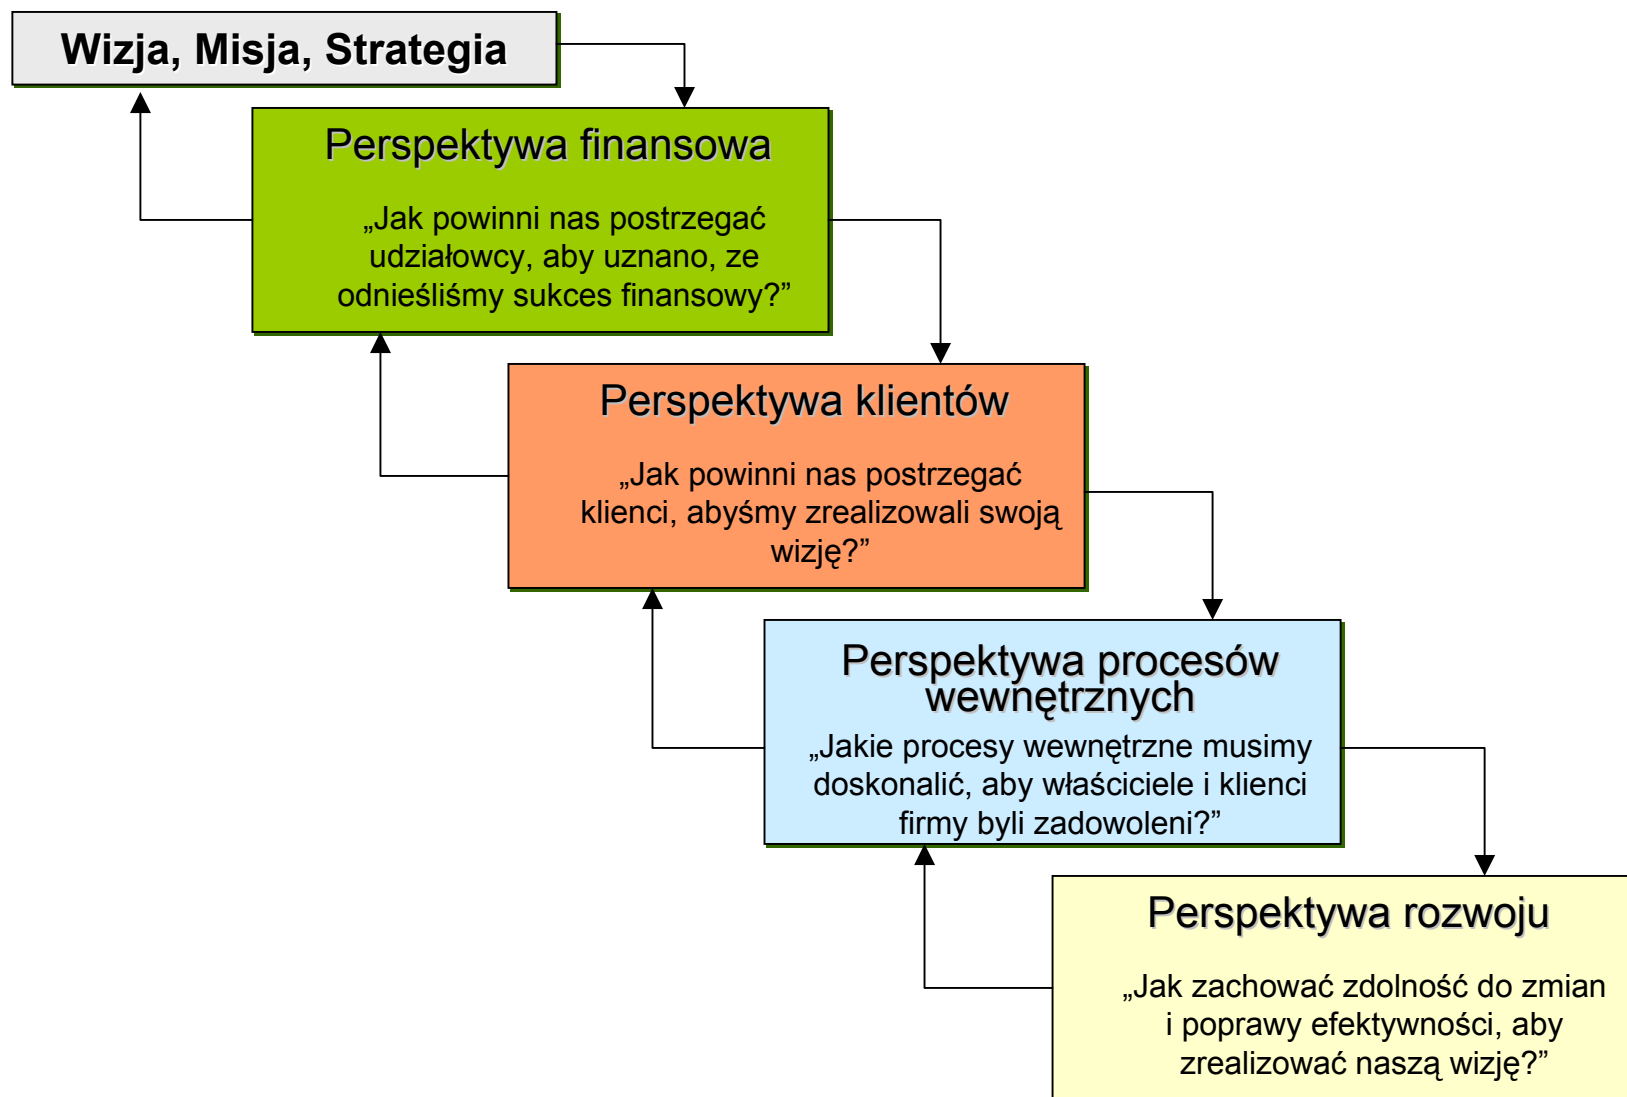 Wizja, Misja, Strategia
Perspektywa finansowa
„Jak powinni nas postrzegać
udziałowcy, aby uznano, ze
odnieśliśmy sukces finansowy?”
Perspektywa klientów
„Jak powinni nas postrzegać
klienci, abyśmy zrealizowali swoją
wizję?”
Perspektywa procesów
wewnętrznych
„Jakie procesy wewnętrzne musimy
doskonalić, aby właściciele i klienci
firmy byli zadowoleni?”
Perspektywa rozwoju
„Jak zachować zdolność do zmian
i poprawy efektywności, aby
zrealizować naszą wizję?”